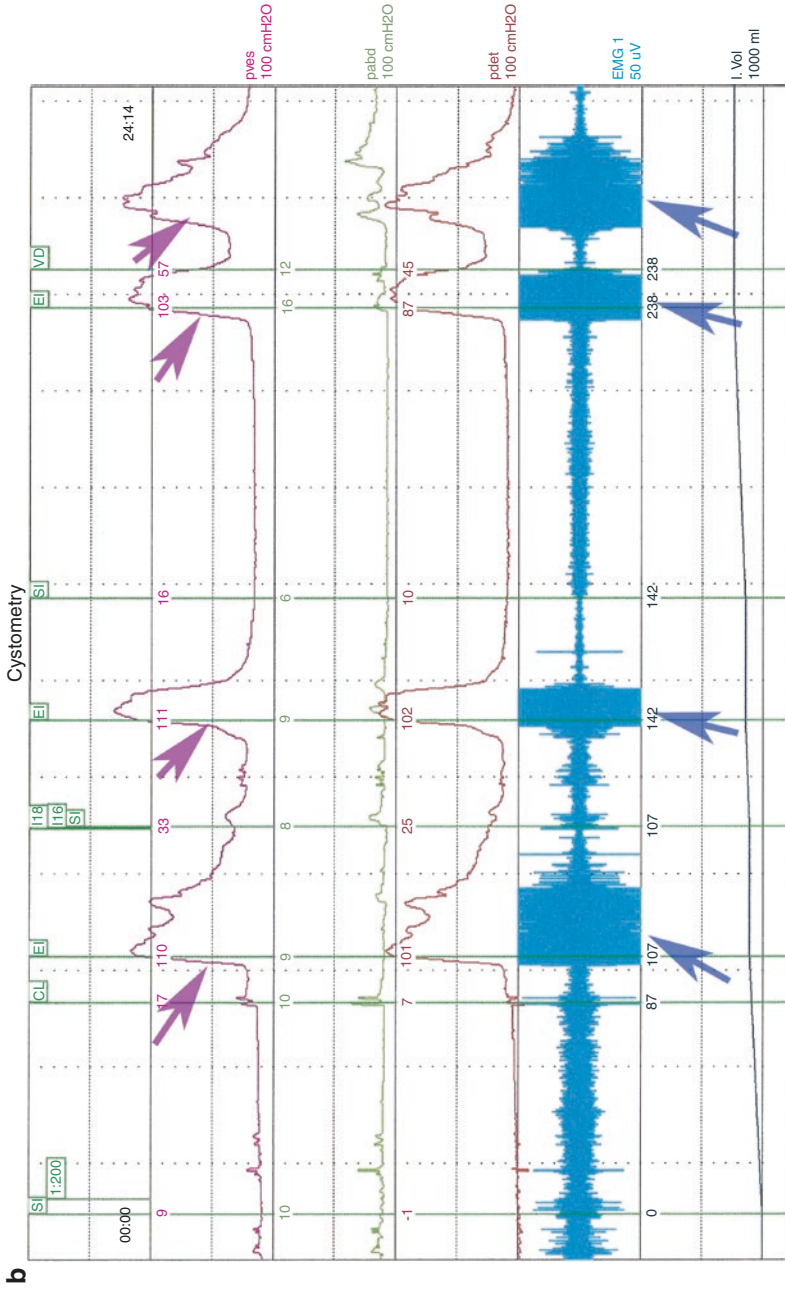 b
Cystometry
SI
1:200
CL
EI
I18
I16
SI
EI
SI
EI
VD
00:00
24:14
9
17
110
33
111
16
103
57
pves
100 cmH2O
10
10
9
8
9
6
16
12
pabd
100 cmH2O
-1
7
101
25
102
10
87
45
pdet
100 cmH2O
EMG 1
50 uV
0
87
107
107
142
142
238
238
I.Vol
1000 ml